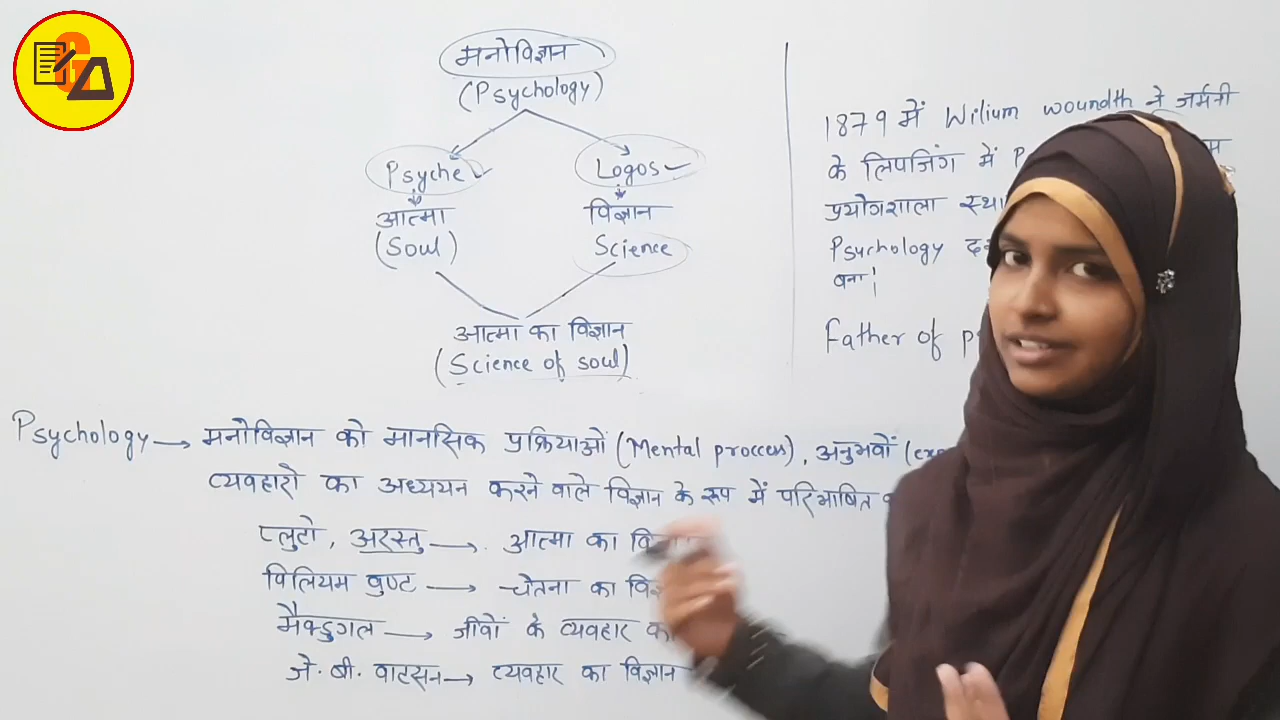 मनोविज्ञान
(Psychology)
Psyche
Logos
आत्मा
विज्ञान
(Soul)
Science
आत्मा का विज्ञान
(Science of soul)
1879 में Wilium woundth ने जर्मनी
के लिपजिंग में
प्रयोगशाला
Psychology
बना!
Father of
Psychology → मनोविज्ञान को मानसिक प्रक्रियाओं (Mental proccess), अनुभवों
व्यवहारो का अध्ययन करने वाले विज्ञान के रूप में परिभाषित
प्लुटो, अरस्तु → आत्मा का
विलियम वुण्ट → चेतना का
मैक्डुगल → जीवों के व्यवहार का
जे. बी. वाटसन → व्यवहार का विज्ञान